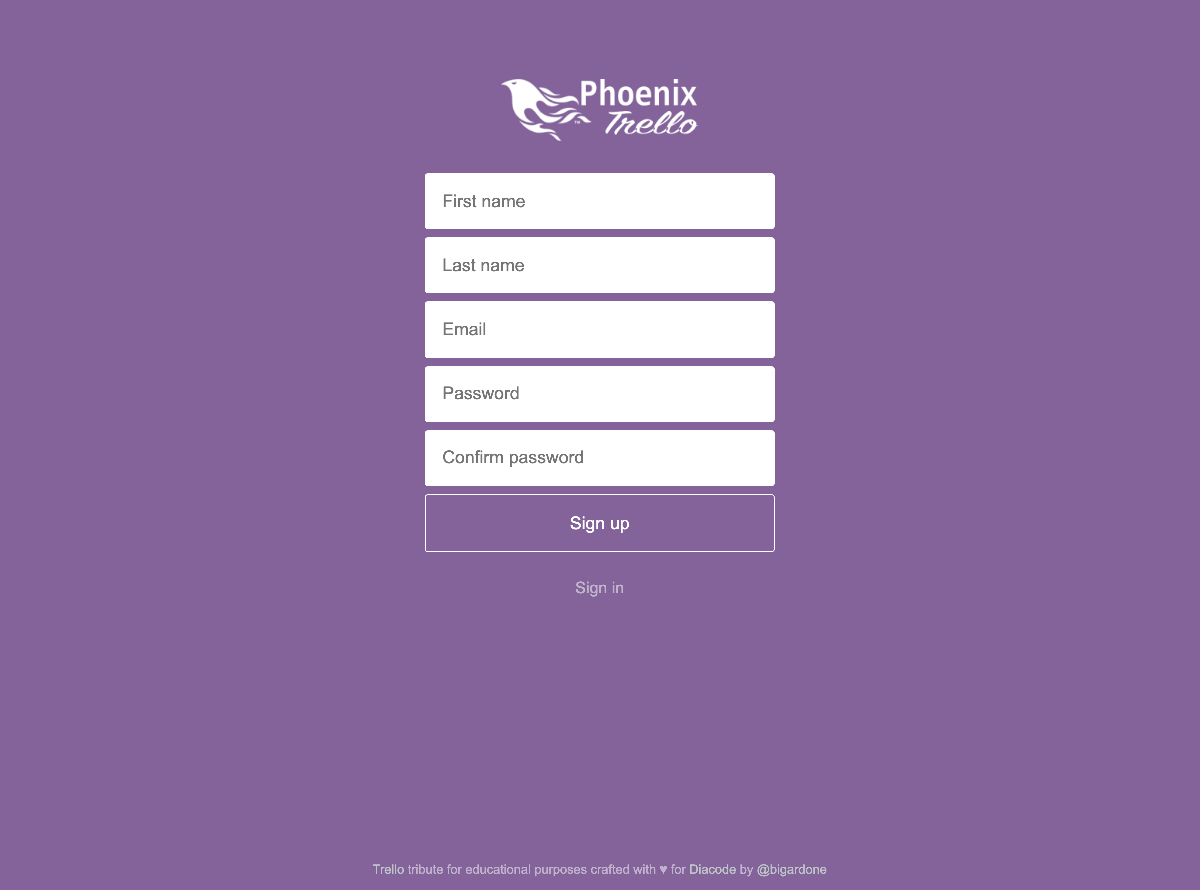 Phoenix
Trello
First name
Last name
Email
Password
Confirm password
Sign up
Sign in
Trello tribute for educational purposes crafted with ♥ for Diacode by @bigardone